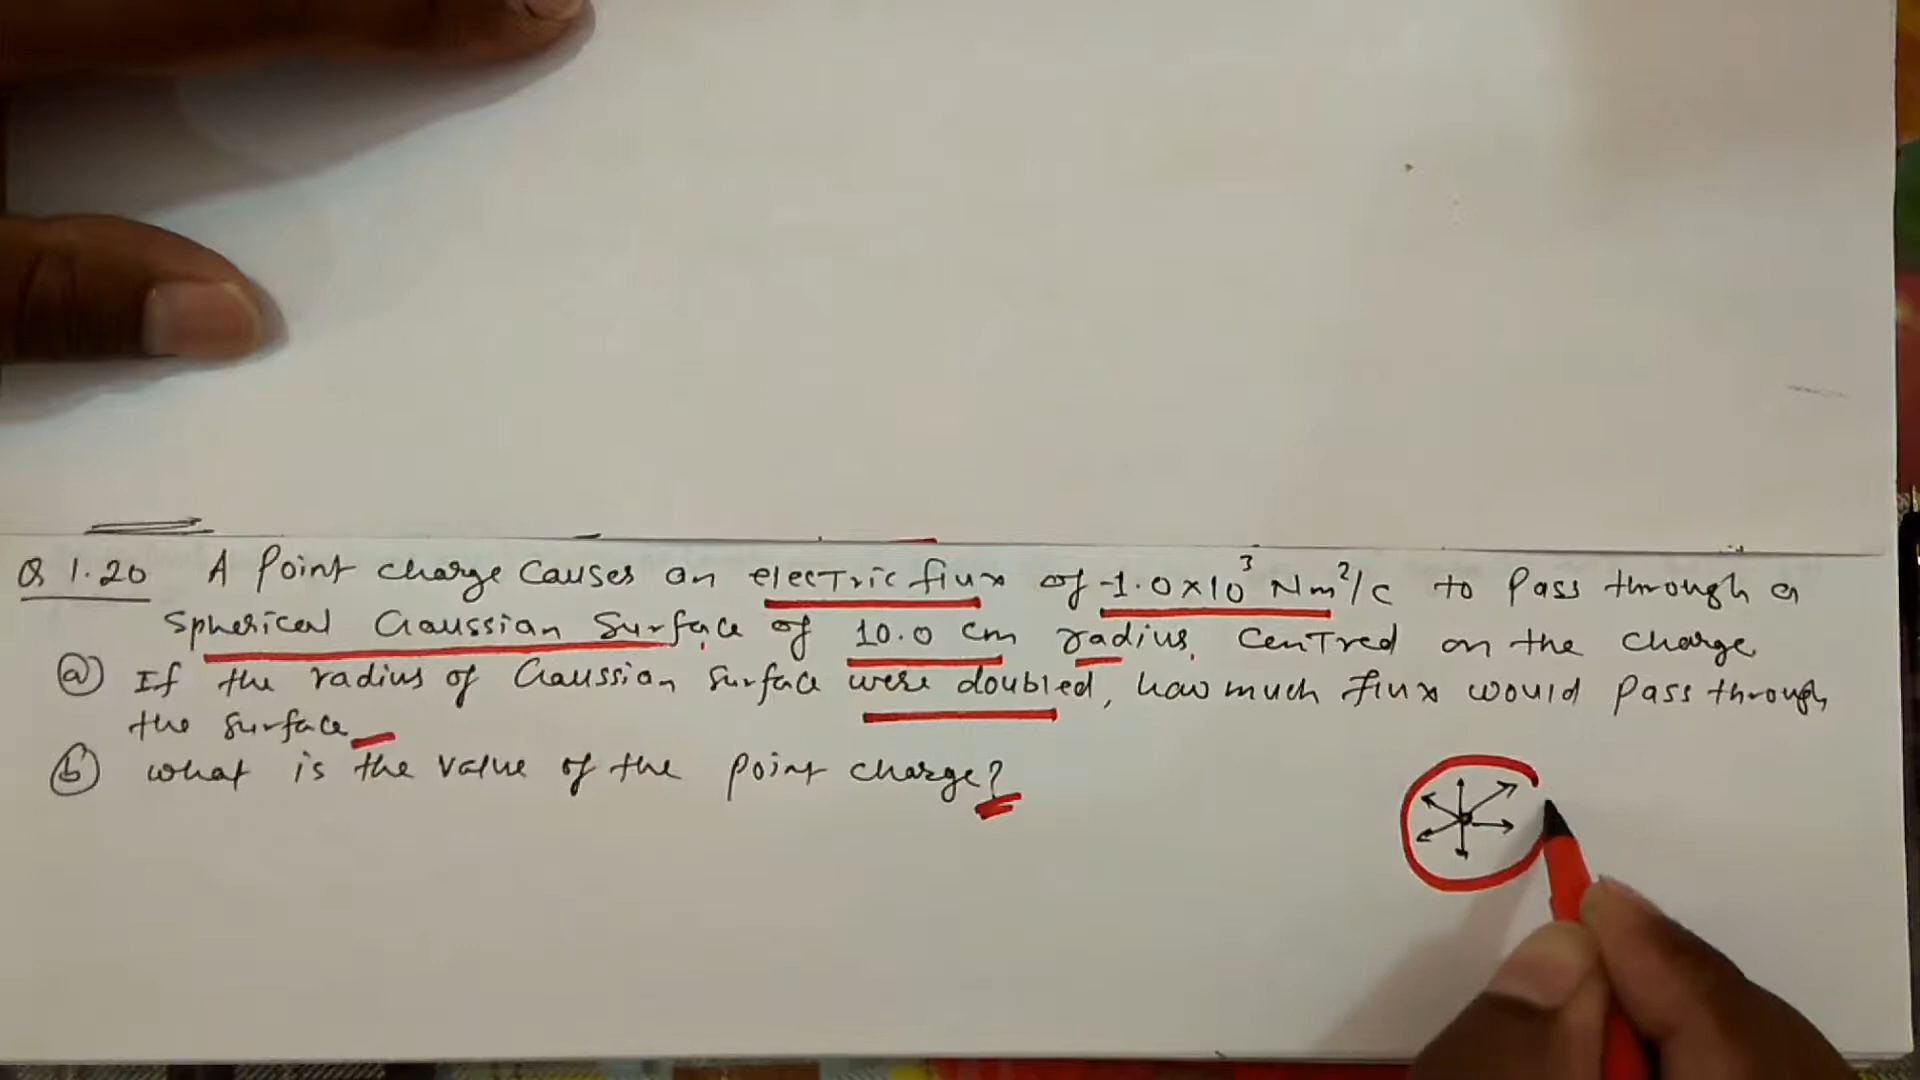 Q 1.20 A point charge causes an electric flux of -1.0×10³ Nm²/c to pass through a
spherical Gaussian surface of 10.0 cm radius, centred on the charge
(a) If the radius of Gaussian surface were doubled, how much flux would pass through
the surface
(b) what is the value of the point charge?